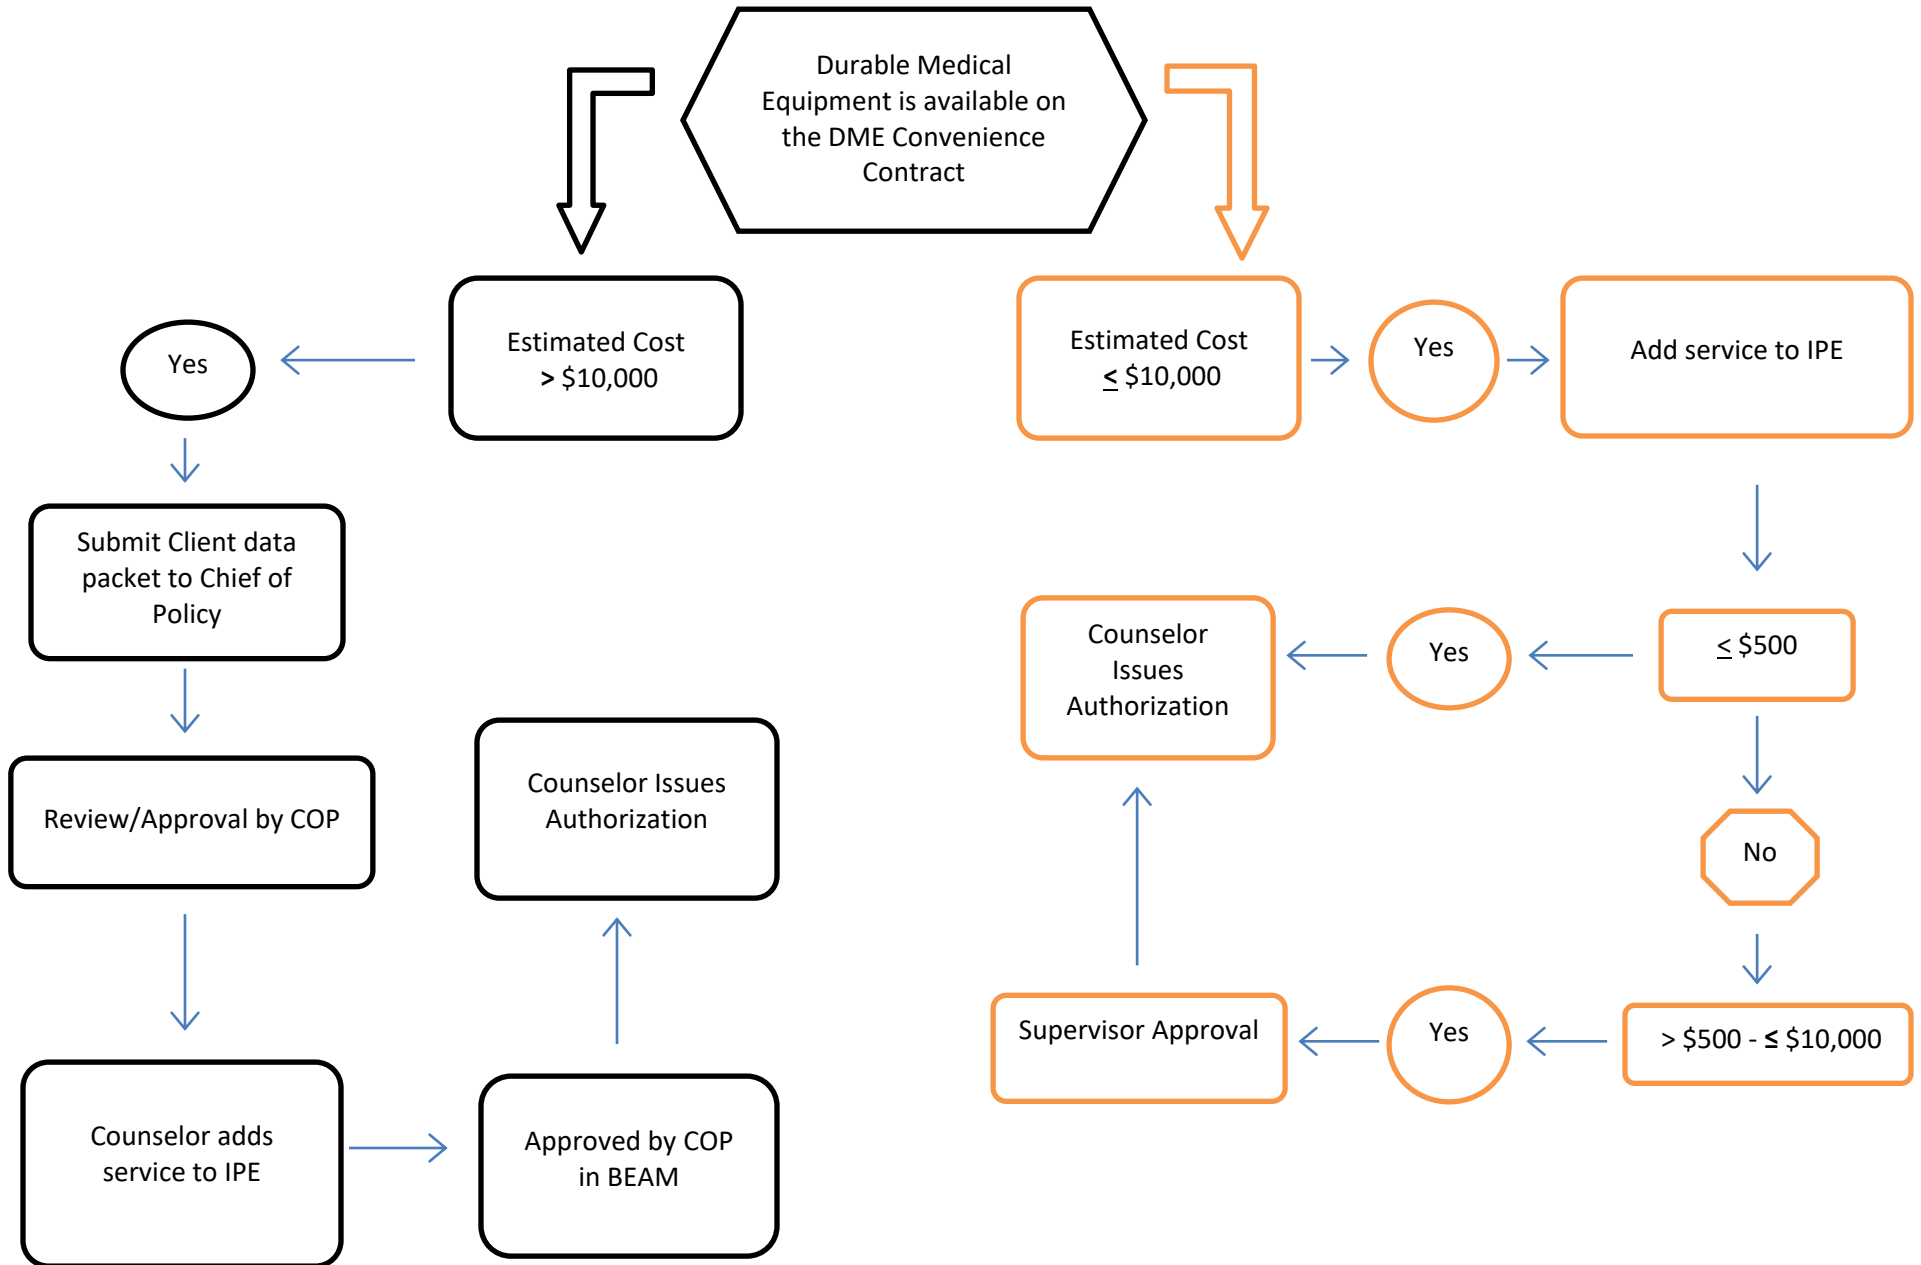 Durable Medical
Equipment is available on
the DME Convenience
Contract
Estimated Cost
> $10,000
Yes
Submit Client data
packet to Chief of
Policy
Review/Approval by COP
Counselor adds
service to IPE
Approved by COP
in BEAM
Counselor Issues
Authorization
Estimated Cost
≤ $10,000
Yes
Add service to IPE
≤ $500
Yes
Counselor
Issues
Authorization
No
> $500 - ≤ $10,000
Yes
Supervisor Approval